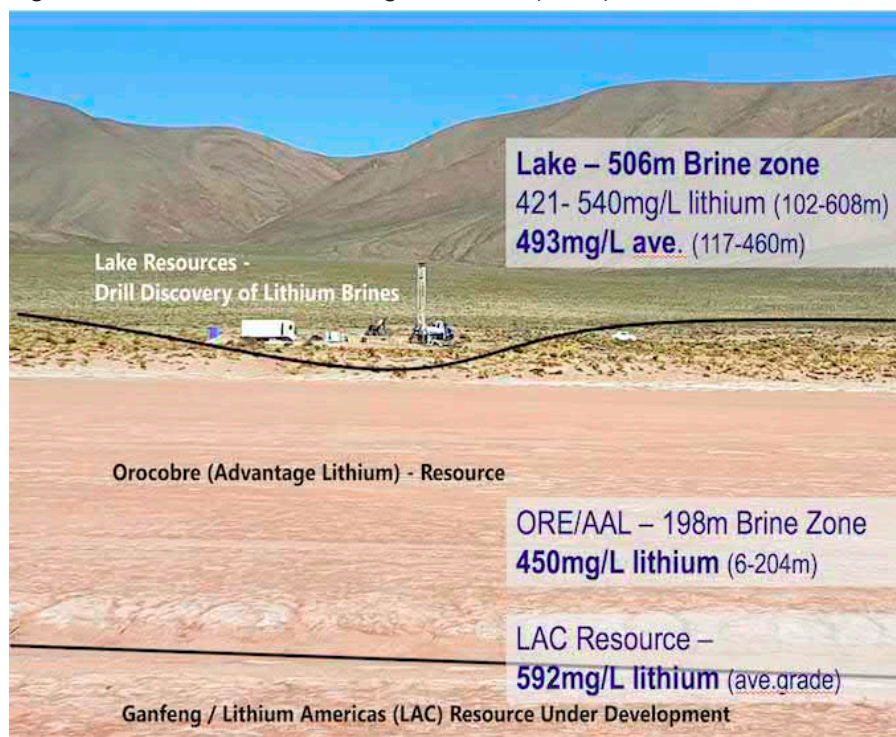 Lake – 506m Brine zone
421- 540mg/L lithium (102-608m)
493mg/L ave. (117-460m)
Lake Resources -
Drill Discovery of Lithium Brines
Orocobre (Advantage Lithium) - Resource
ORE/AAL – 198m Brine Zone
450mg/L lithium (6-204m)
LAC Resource –
592mg/L lithium (ave.grade)
Ganfeng / Lithium Americas (LAC) Resource Under Development